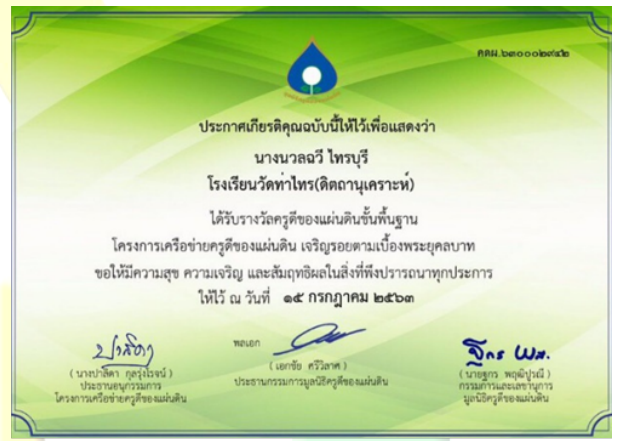 คดม.๖๓๐๐๐๒๙๔๒
ประกาศเกียรติคุณฉบับนี้ให้ไว้เพื่อแสดงว่า
นางนวลฉวี ไทรบุรี
โรงเรียนวัดท่าไทร(ดิตถานุเคราะห์)
ได้รับรางวัลครูดีของแผ่นดินขั้นพื้นฐาน
โครงการเครือข่ายครูดีของแผ่นดิน เจริญรอยตามเบื้องพระยุคลบาท
ขอให้มีความสุข ความเจริญ และสัมฤทธิผลในสิ่งที่พึงปรารถนาทุกประการ
ให้ไว้ ณ วันที่ ๑๕ กรกฎาคม ๒๕๖๓
พลเอก
( นางปาลิดา กุลรุ่งโรจน์ )
ประธานอนุกรรมการ
โครงการเครือข่ายครูดีของแผ่นดิน
( เอกชัย ศรีวิลาศ )
ประธานกรรมการมูลนิธิครูดีของแผ่นดิน
( นายฐกร พฤฒิปูรณี )
กรรมการและเลขานุการ
มูลนิธิครูดีของแผ่นดิน